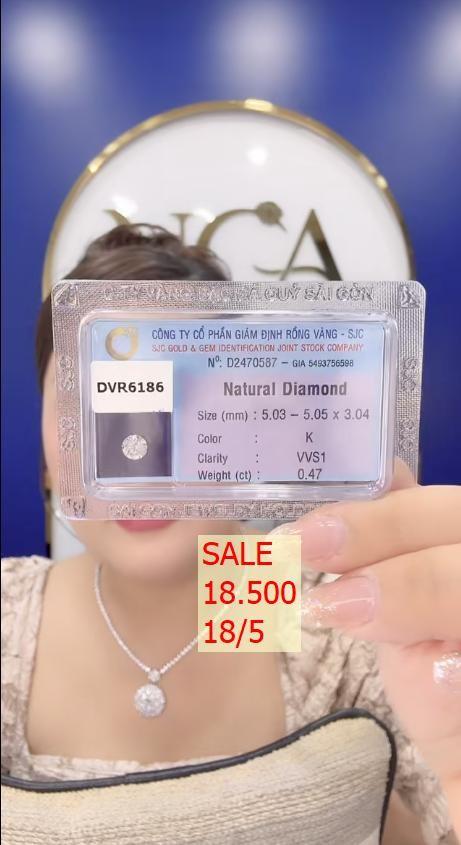 CÔNG TY CỔ PHẦN GIÁM ĐỊNH RỒNG VÀNG - SJC
SJC GOLD & GEM IDENTIFICATION JOINT STOCK COMPANY
Nº: D2470587 – GIA 5493756598
DVR6186
Natural Diamond
Size (mm) : 5.03 – 5.05 x 3.04
Color : K
Clarity : VVS1
Weight (ct) : 0.47
SALE
18.500
18/5